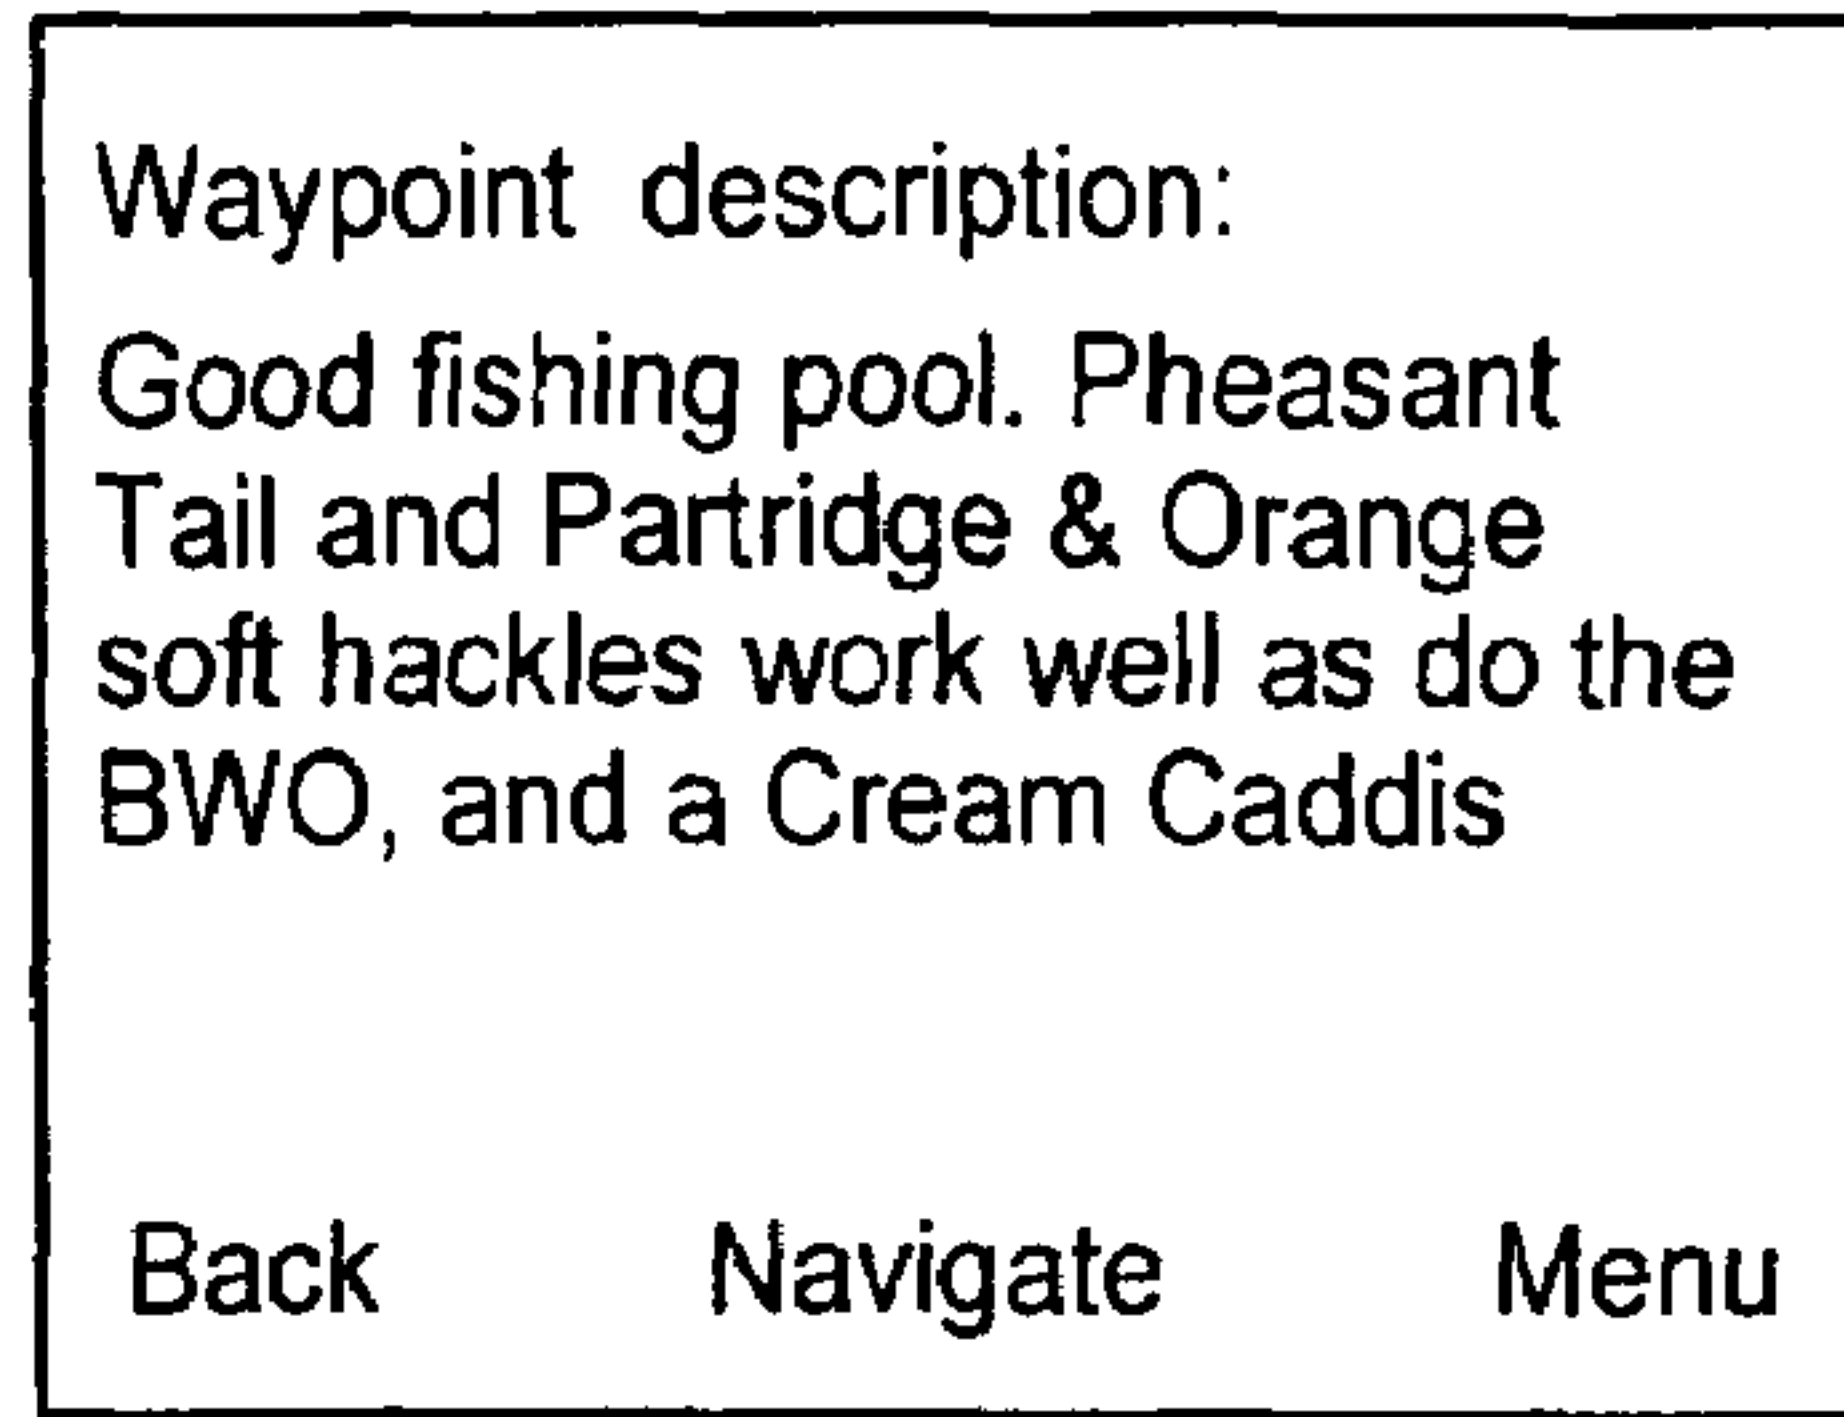 Waypoint description:
Good fishing pool. Pheasant
Tail and Partridge & Orange
soft hackles work well as do the
BWO, and a Cream Caddis
Back Navigate Menu